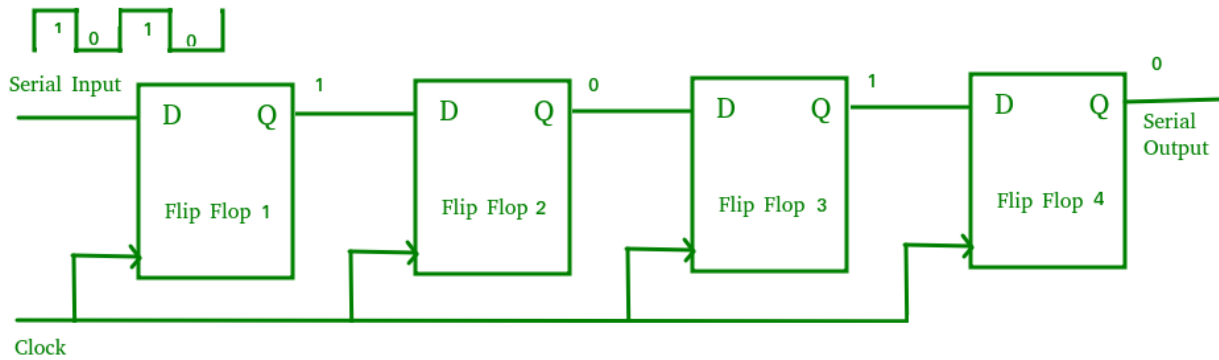 1 0 1 0
Serial Input
1 0 1 0
D Q D Q D Q D Q
Serial
Output
Flip Flop 1 Flip Flop 2 Flip Flop 3 Flip Flop 4
Clock